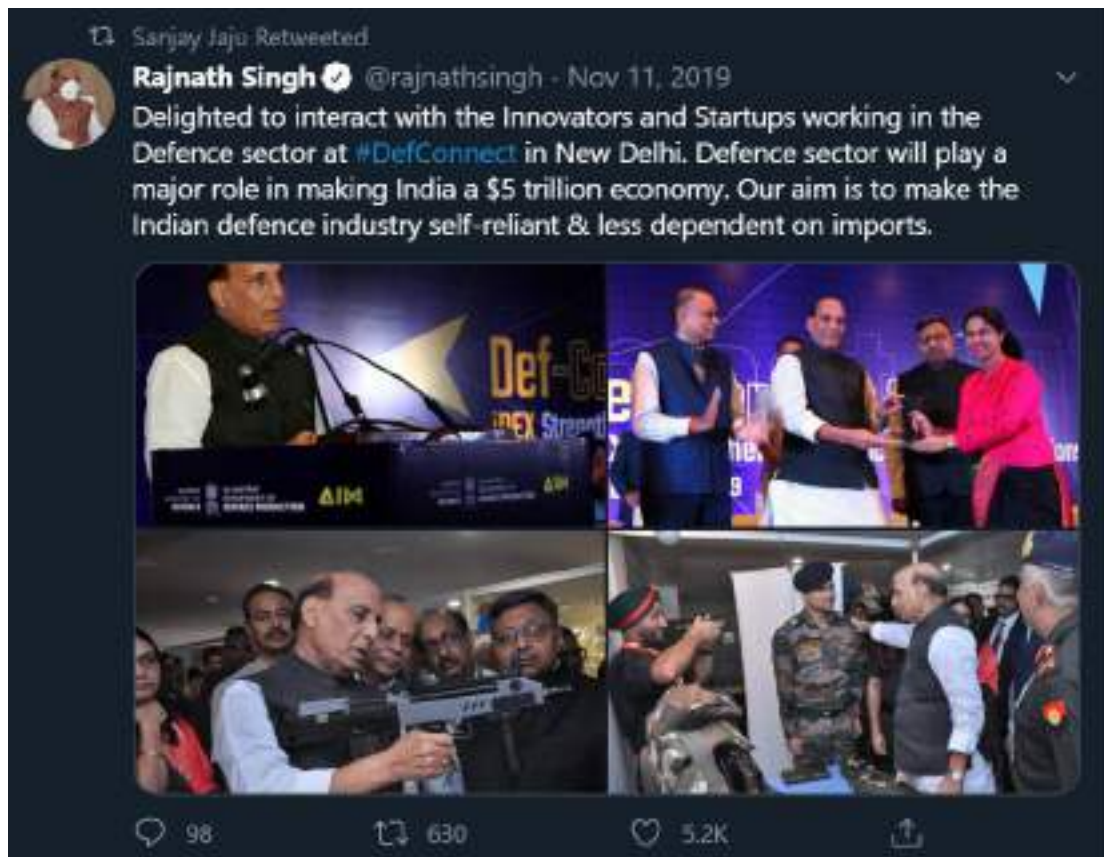 Sanjay Jaju Retweeted
Rajnath Singh @rajnathsingh · Nov 11, 2019
Delighted to interact with the Innovators and Startups working in the
Defence sector at #DefConnect in New Delhi. Defence sector will play a
major role in making India a $5 trillion economy. Our aim is to make the
Indian defence industry self-reliant & less dependent on imports.
Def-Co
iDEX Strength
AIM
AIM
98 630 5.2K